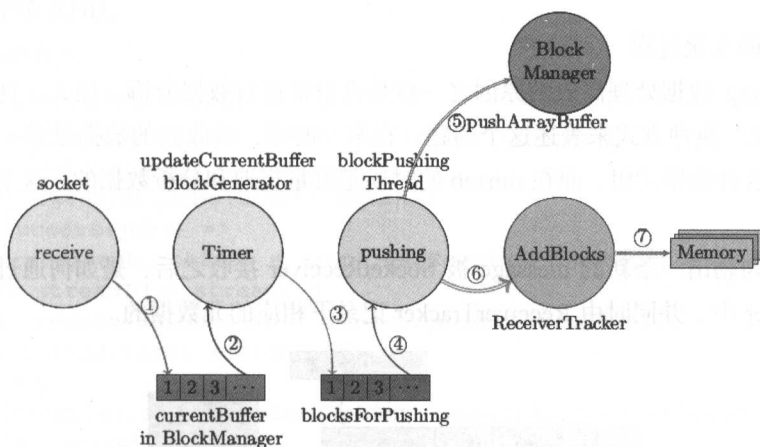 Block
Manager
⑤pushArrayBuffer
updateCurrentBuffer
blockGenerator
blockPushing
Thread
socket
receive
Timer
pushing
AddBlocks
⑦
Memory
⑥
ReceiverTracker
①
②
③
④
1 2 3 ···
1 2 3 ···
currentBuffer
in BlockManager
blocksForPushing